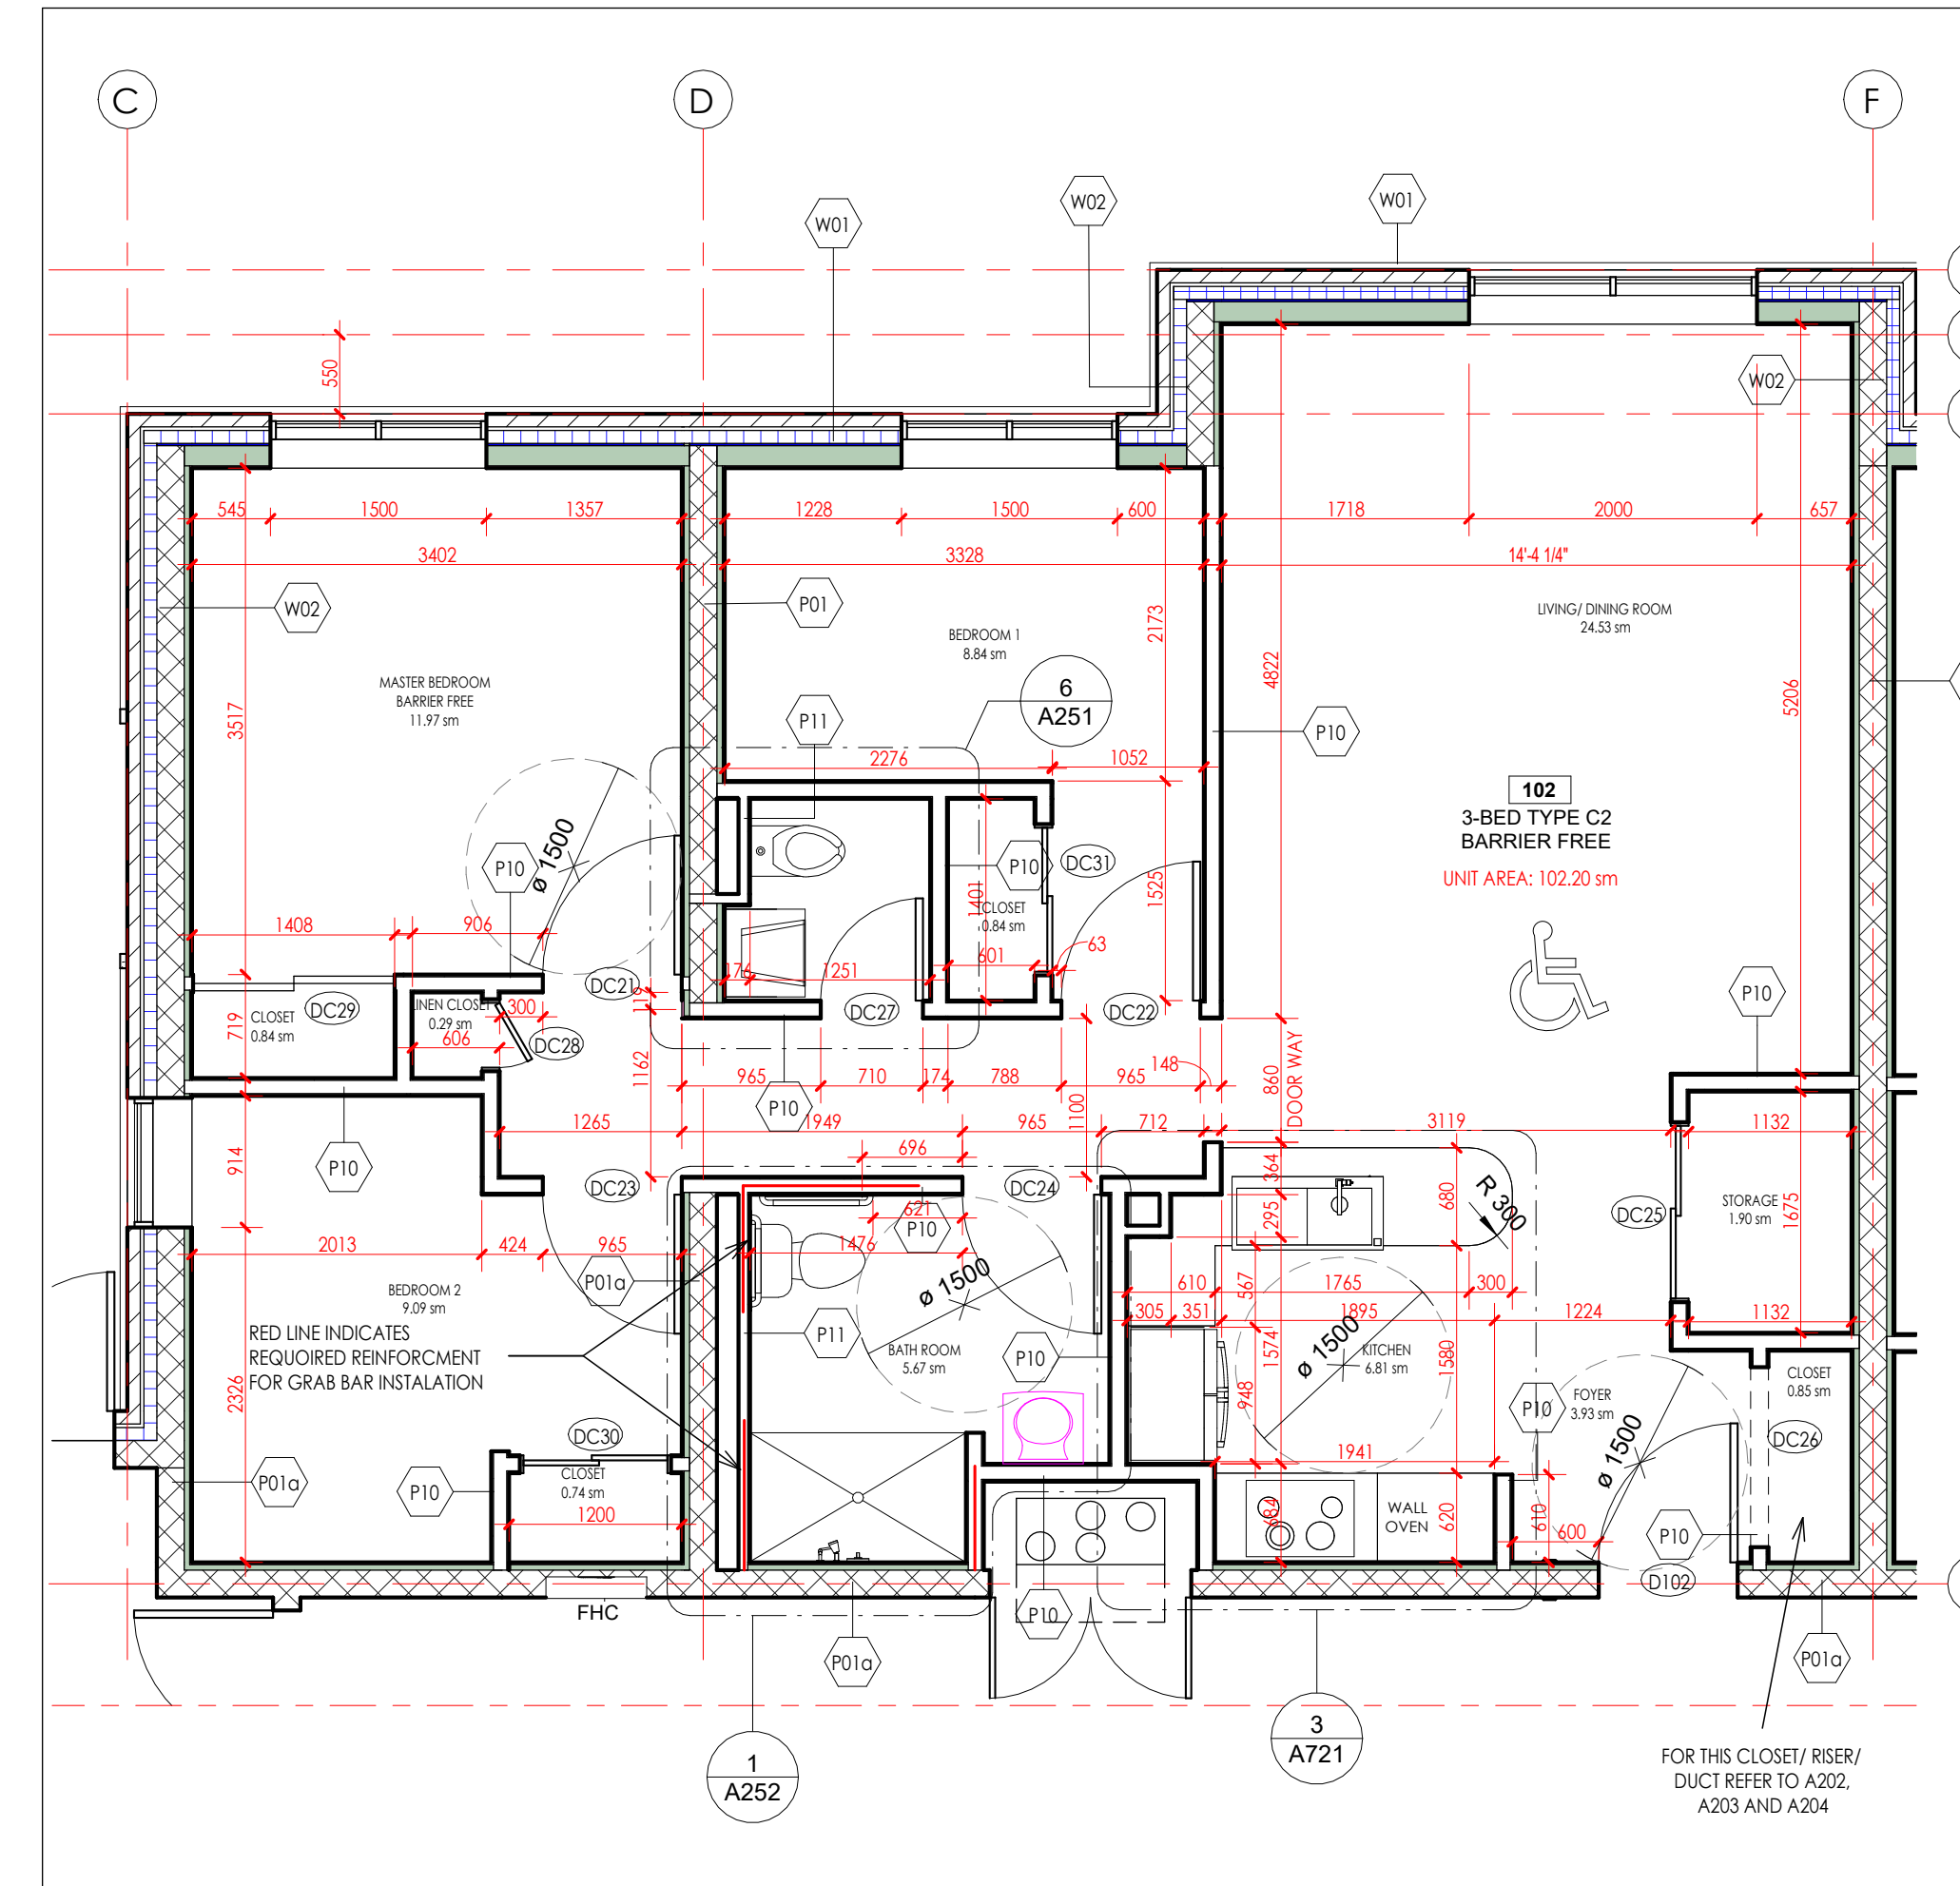 C
D
F
W01
W02
W01
550
W02
545
1500
1357
1228
1500
600
1718
2000
657
3402
3328
14'-4 1/4"
W02
P01
2173
LIVING/ DINING ROOM
24.53 sm
BEDROOM 1
8.84 sm
4822
5206
MASTER BEDROOM
BARRIER FREE
11.97 sm
3517
P11
6
A251
P10
2276
1052
102
3-BED TYPE C2
BARRIER FREE
UNIT AREA: 102.20 sm
ø 1500
P10
P10
DC31
1401
1525
CLOSET
0.84 sm
1408
906
63
601
176
1251
DC21
P10
119
DC29
CLOSET
0.84 sm
719
LINEN CLOSET
0.29 sm
300
606
DC28
DC27
DC22
1162
965
710
174
788
965
148
860
DOOR WAY
P10
1100
1265
1949
965
712
3119
1132
914
P10
696
364
680
R 300
DC23
DC24
DC25
STORAGE
1.90 sm
1675
621
P10
295
2013
424
965
1476
P01a
ø 1500
610
567
1765
300
BEDROOM 2
9.09 sm
305
351
1895
1224
1132
RED LINE INDICATES
REQUOIRED REINFORCMENT
FOR GRAB BAR INSTALATION
P11
BATH ROOM
5.67 sm
P10
1574
ø 1500
KITCHEN
6.81 sm
1580
2326
948
P10
FOYER
3.93 sm
CLOSET
0.85 sm
DC30
1941
ø 1500
DC26
P01a
P10
CLOSET
0.74 sm
1200
684
WALL
OVEN
620
610
600
P10
D102
FHC
P10
P01a
P01a
1
A252
3
A721
FOR THIS CLOSET/ RISER/
DUCT REFER TO A202,
A203 AND A204